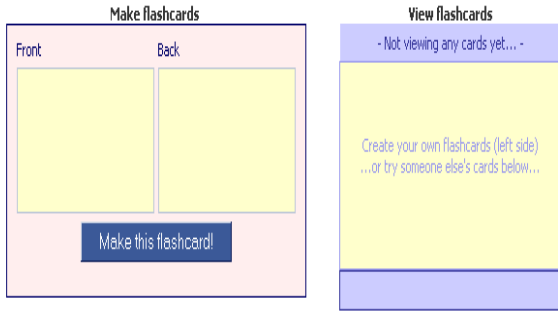 Make flashcards
Front
Back
Make this flashcard!
View flashcards
- Not viewing any cards yet... -
Create your own flashcards (left side)
...or try someone else's cards below...